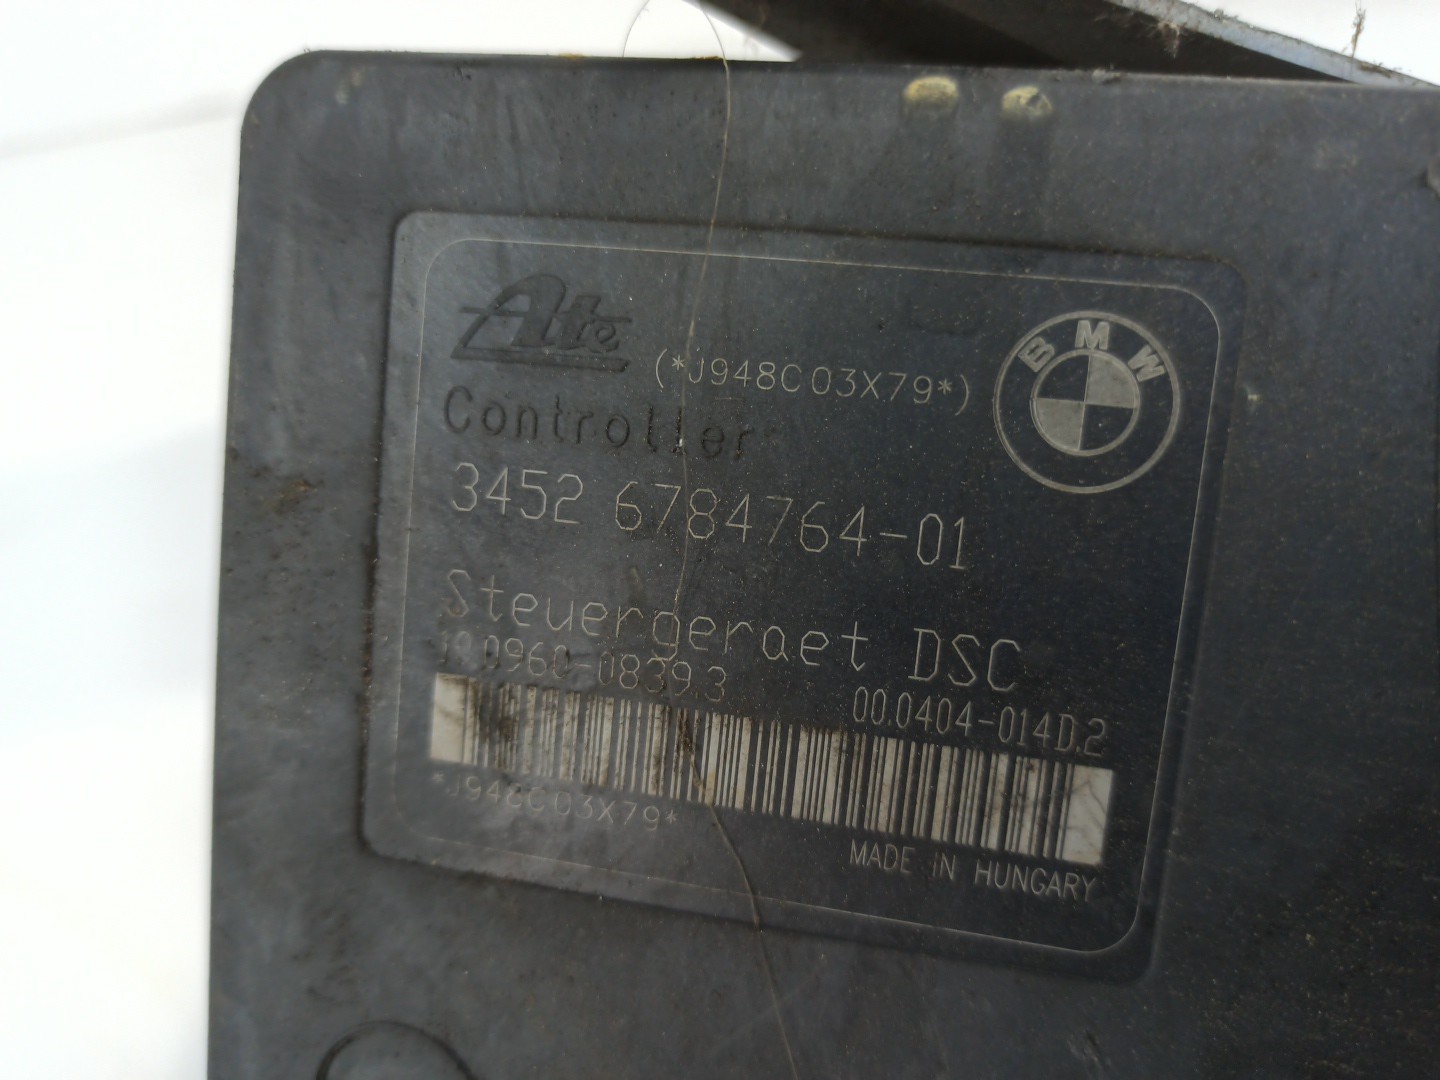 Ate
(*J948C03X79*)
BMW
Controller
3452 6784764-01
Steuergeraet DSC
10.0960-0839.3
00.0404-014D.2
*J948C03X79*
MADE IN HUNGARY